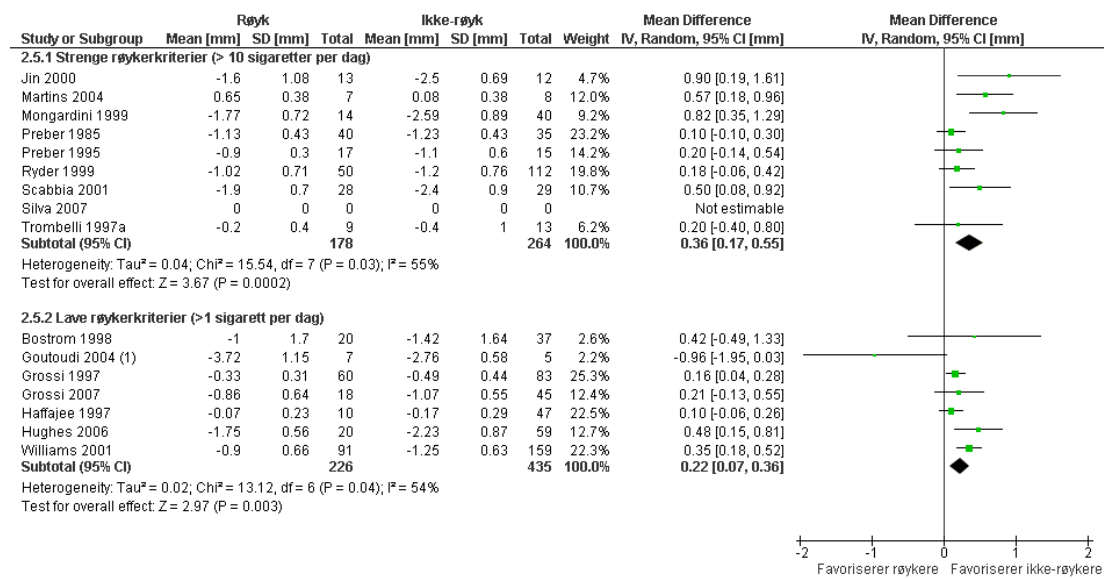 Røyk Ikke-røyk Mean Difference Mean Difference
Study or Subgroup Mean [mm] SD [mm] Total Mean [mm] SD [mm] Total Weight IV, Random, 95% CI [mm] IV, Random, 95% CI [mm]
2.5.1 Strenge røykerkriterier (> 10 sigaretter per dag)
Jin 2000 -1.6 1.08 13 -2.5 0.69 12 4.7% 0.90 [0.19, 1.61]
Martins 2004 0.65 0.38 7 0.08 0.38 8 12.0% 0.57 [0.18, 0.96]
Mongardini 1999 -1.77 0.72 14 -2.59 0.89 40 9.2% 0.82 [0.35, 1.29]
Preber 1985 -1.13 0.43 40 -1.23 0.43 35 23.2% 0.10 [-0.10, 0.30]
Preber 1995 -0.9 0.3 17 -1.1 0.6 15 14.2% 0.20 [-0.14, 0.54]
Ryder 1999 -1.02 0.71 50 -1.2 0.76 112 19.8% 0.18 [-0.06, 0.42]
Scabbia 2001 -1.9 0.7 28 -2.4 0.9 29 10.7% 0.50 [0.08, 0.92]
Silva 2007 0 0 0 0 0 0 Not estimable
Trombelli 1997a -0.2 0.4 9 -0.4 1 13 6.2% 0.20 [-0.40, 0.80]
Subtotal (95% CI) 178 264 100.0% 0.36 [0.17, 0.55]
Heterogeneity: Tau² = 0.04; Chi² = 15.54, df = 7 (P = 0.03); I² = 55%
Test for overall effect: Z = 3.67 (P = 0.0002)
2.5.2 Lave røykerkriterier (>1 sigarett per dag)
Bostrom 1998 -1 1.7 20 -1.42 1.64 37 2.6% 0.42 [-0.49, 1.33]
Goutoudi 2004 (1) -3.72 1.15 7 -2.76 0.58 5 2.2% -0.96 [-1.95, 0.03]
Grossi 1997 -0.33 0.31 60 -0.49 0.44 83 25.3% 0.16 [0.04, 0.28]
Grossi 2007 -0.86 0.64 18 -1.07 0.55 45 12.4% 0.21 [-0.13, 0.55]
Haffajee 1997 -0.07 0.23 10 -0.17 0.29 47 22.5% 0.10 [-0.06, 0.26]
Hughes 2006 -1.75 0.56 20 -2.23 0.87 59 12.7% 0.48 [0.15, 0.81]
Williams 2001 -0.9 0.66 91 -1.25 0.63 159 22.3% 0.35 [0.18, 0.52]
Subtotal (95% CI) 226 435 100.0% 0.22 [0.07, 0.36]
Heterogeneity: Tau² = 0.02; Chi² = 13.12, df = 6 (P = 0.04); I² = 54%
Test for overall effect: Z = 2.97 (P = 0.003)
-2 -1 0 1 2
Favoriserer røykere Favoriserer ikke-røykere